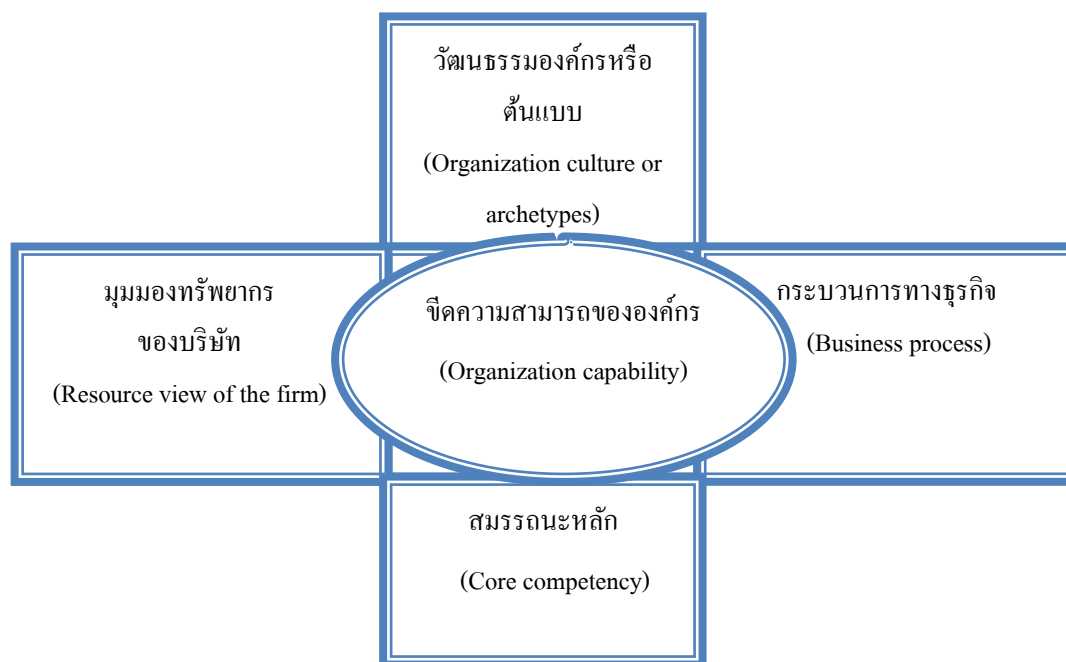 วัฒนธรรมองค์กรหรือ
ต้นแบบ
(Organization culture or
archetypes)
มุมมองทรัพยากร
ของบริษัท
(Resource view of the firm)
ขีดความสามารถขององค์กร
(Organization capability)
กระบวนการทางธุรกิจ
(Business process)
สมรรถนะหลัก
(Core competency)